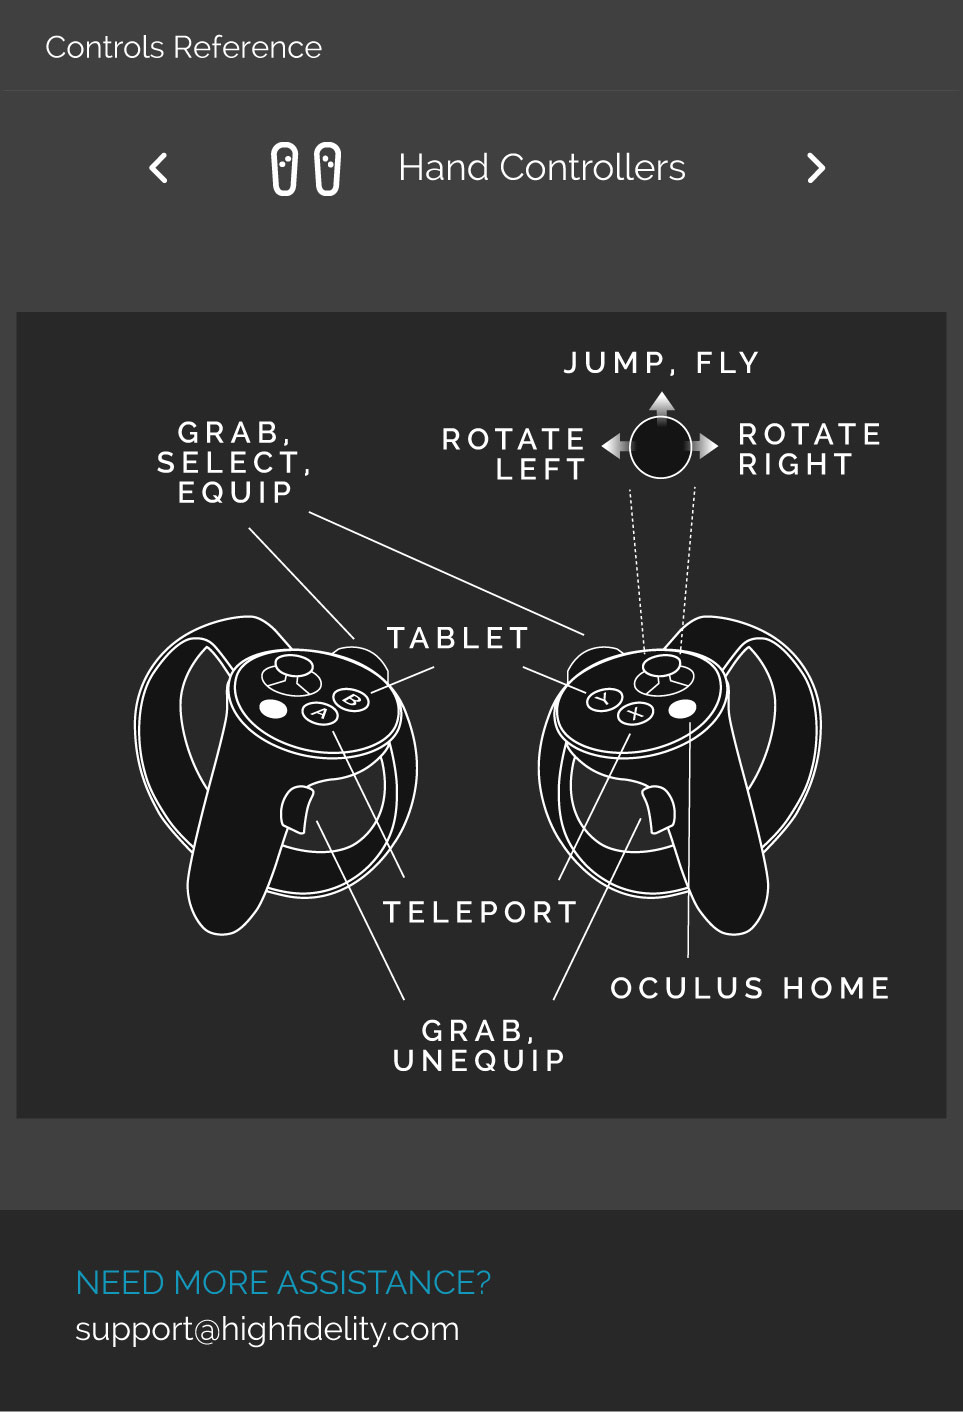 Controls Reference
Hand Controllers
JUMP, FLY
GRAB,
SELECT,
EQUIP
ROTATE
LEFT
ROTATE
RIGHT
TABLET
B
A
Y
X
TELEPORT
OCULUS HOME
GRAB,
UNEQUIP
NEED MORE ASSISTANCE?
support@highfidelity.com